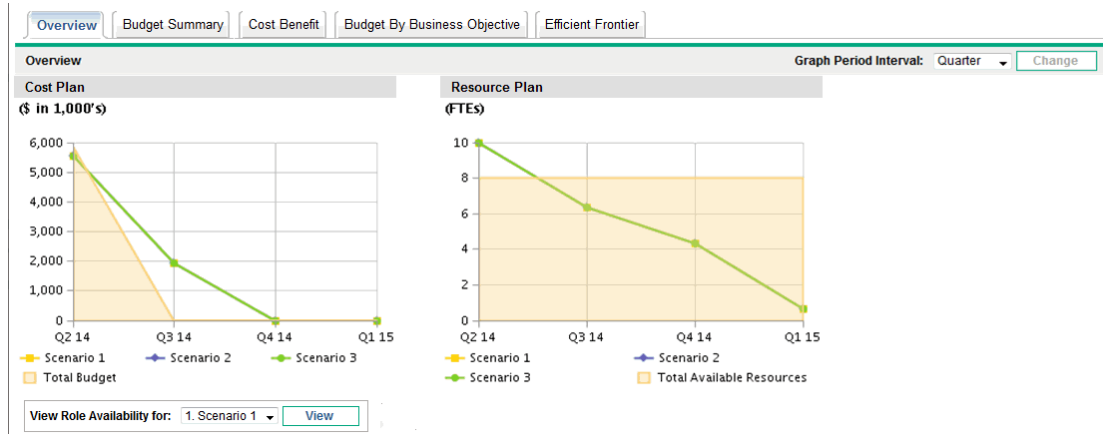 Overview Budget Summary Cost Benefit Budget By Business Objective Efficient Frontier
Overview Graph Period Interval: Quarter Change
Cost Plan
($ in 1,000's)
6,000
5,000
4,000
3,000
2,000
1,000
0
Q2 14 Q3 14 Q4 14 Q1 15
Scenario 1 Scenario 2 Scenario 3
Total Budget
View Role Availability for: 1. Scenario 1 View
Resource Plan
(FTEs)
10
8
6
4
2
0
Q2 14 Q3 14 Q4 14 Q1 15
Scenario 1 Scenario 2
Scenario 3 Total Available Resources